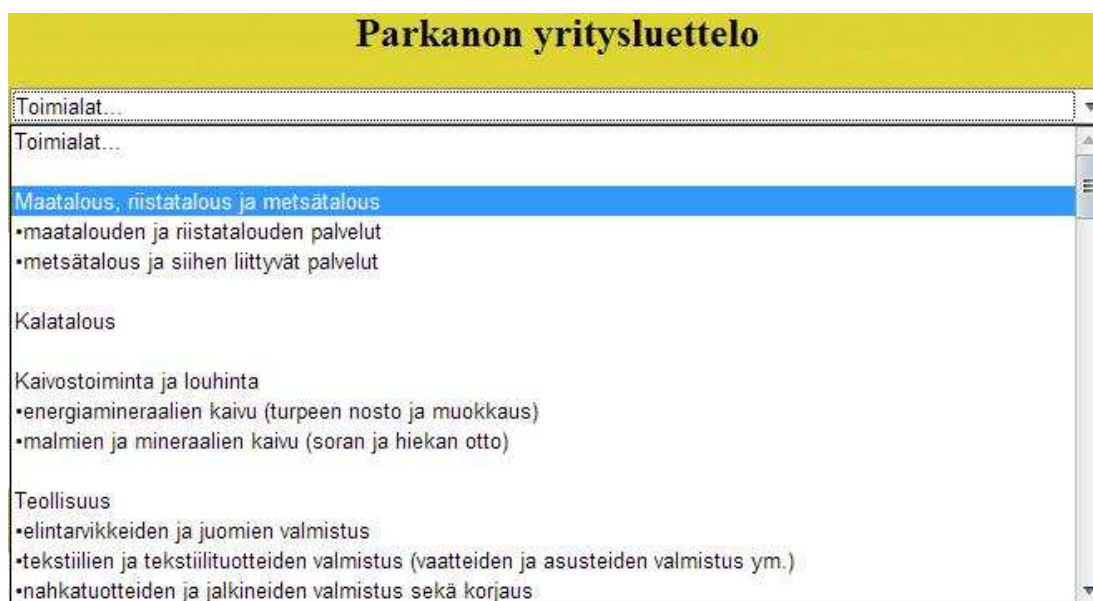 Parkanon yritysluettelo
Toimialat...
Toimialat...
Maatalous, riistatalous ja metsätalous
•maatalouden ja riistatalouden palvelut
•metsätalous ja siihen liittyvät palvelut
Kalatalous
Kaivostoiminta ja louhinta
•energiamineraalien kaivu (turpeen nosto ja muokkaus)
•malmien ja mineraalien kaivu (soran ja hiekan otto)
Teollisuus
•elintarvikkeiden ja juomien valmistus
•tekstiilien ja tekstiilituotteiden valmistus (vaatteiden ja asusteiden valmistus ym.)
•nahkatuotteiden ja jalkineiden valmistus sekä korjaus